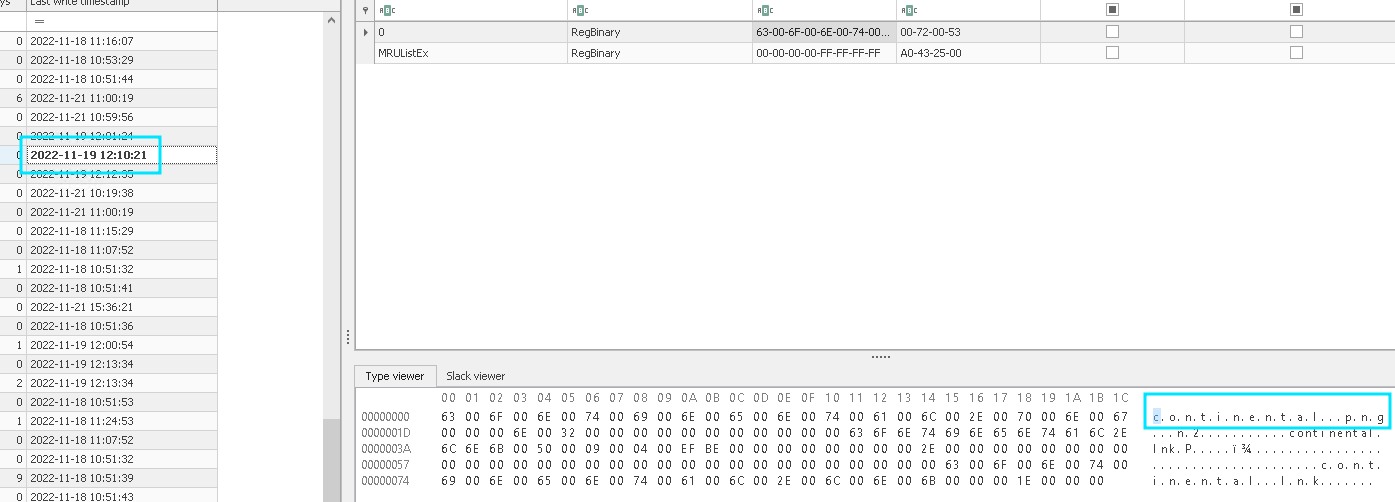 ys Last write timestamp
=
0 2022-11-18 11:16:07
0 2022-11-18 10:53:29
0 2022-11-18 10:51:44
6 2022-11-21 11:00:19
0 2022-11-21 10:59:56
0 2022-11-19 12:01:24
0 2022-11-19 12:10:21
0 2022-11-19 12:12:35
0 2022-11-21 10:19:38
0 2022-11-21 11:00:19
0 2022-11-18 11:15:29
0 2022-11-18 11:07:52
1 2022-11-18 10:51:32
0 2022-11-18 10:51:41
0 2022-11-21 15:36:21
0 2022-11-18 10:51:36
1 2022-11-19 12:00:54
0 2022-11-19 12:13:34
2 2022-11-19 12:13:34
0 2022-11-18 10:51:53
1 2022-11-18 11:24:53
0 2022-11-18 11:07:52
0 2022-11-18 10:51:32
9 2022-11-18 10:51:39
0 2022-11-18 10:51:43
ABC ABC ABC ABC
0 RegBinary 63-00-6F-00-6E-00-74-00... 00-72-00-53
MRUListEx RegBinary 00-00-00-00-FF-FF-FF-FF A0-43-25-00
Type viewer Slack viewer
00 01 02 03 04 05 06 07 08 09 0A 0B 0C 0D 0E 0F 10 11 12 13 14 15 16 17 18 19 1A 1B 1C
00000000 63 00 6F 00 6E 00 74 00 69 00 6E 00 65 00 6E 00 74 00 61 00 6C 00 2E 00 70 00 6E 00 67 c.o.n.t.i.n.e.n.t.a.l...p.n.g
0000001D 00 00 00 6E 00 32 00 00 00 00 00 00 00 00 00 00 00 63 6F 6E 74 69 6E 65 6E 74 61 6C 2E ...n.2...........continental.
0000003A 6C 6E 6B 00 50 00 09 00 04 00 EF BE 00 00 00 00 00 00 00 00 2E 00 00 00 00 00 00 00 00 lnk.P.....ï¾.................
00000057 00 00 00 00 00 00 00 00 00 00 00 00 00 00 00 00 00 00 00 00 00 63 00 6F 00 6E 00 74 00 .....................c.o.n.t.
00000074 69 00 6E 00 65 00 6E 00 74 00 61 00 6C 00 2E 00 6C 00 6E 00 6B 00 00 00 1E 00 00 00 i.n.e.n.t.a.l...l.n.k.......